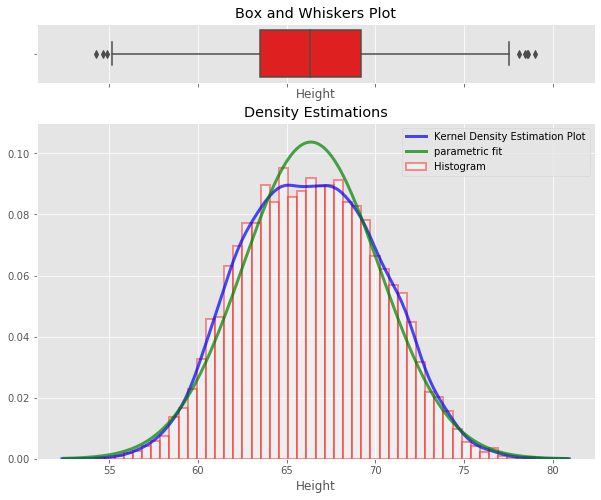 Box and Whiskers Plot
Height
Density Estimations
Kernel Density Estimation Plot
parametric fit
Histogram
0.10
0.08
0.06
0.04
0.02
0.00
55 60 65 70 75 80
Height